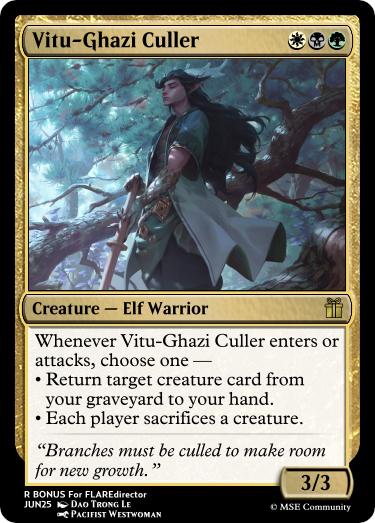 Vitu-Ghazi Culler
Creature — Elf Warrior
Whenever Vitu-Ghazi Culler enters or
attacks, choose one —
• Return target creature card from
your graveyard to your hand.
• Each player sacrifices a creature.
“Branches must be culled to make room
for new growth.”
3/3
R BONUS For FLAREdirector
JUN25 Dao Trong Le
Pacifist Westwoman
© MSE Community